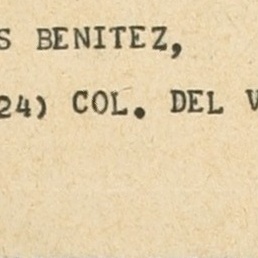 S BENITEZ,
24) COL. DEL V